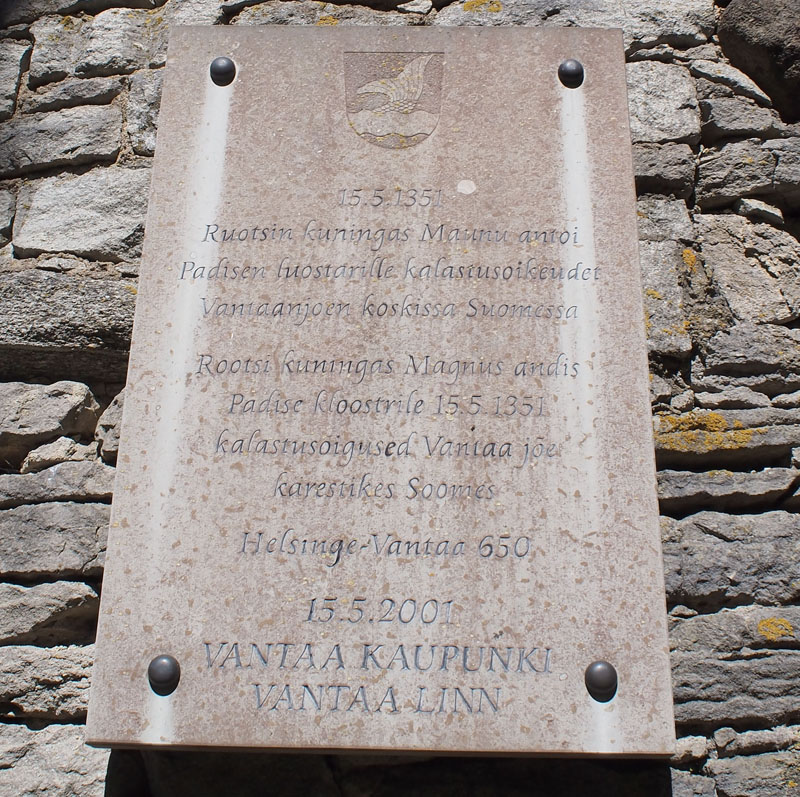 15.5.1351
Ruotsin kuningas Maunu antoi
Padisen luostarille kalastusoikeudet
Vantaanjoen koskissa Suomessa
Rootsi kuningas Magnus andis
Padise kloostrile 15.5.1351
kalastusõigused Vantaa jõe
karestikes Soomes
Helsinge-Vantaa 650
15.5.2001
VANTAA KAUPUNKI
VANTAA LINN